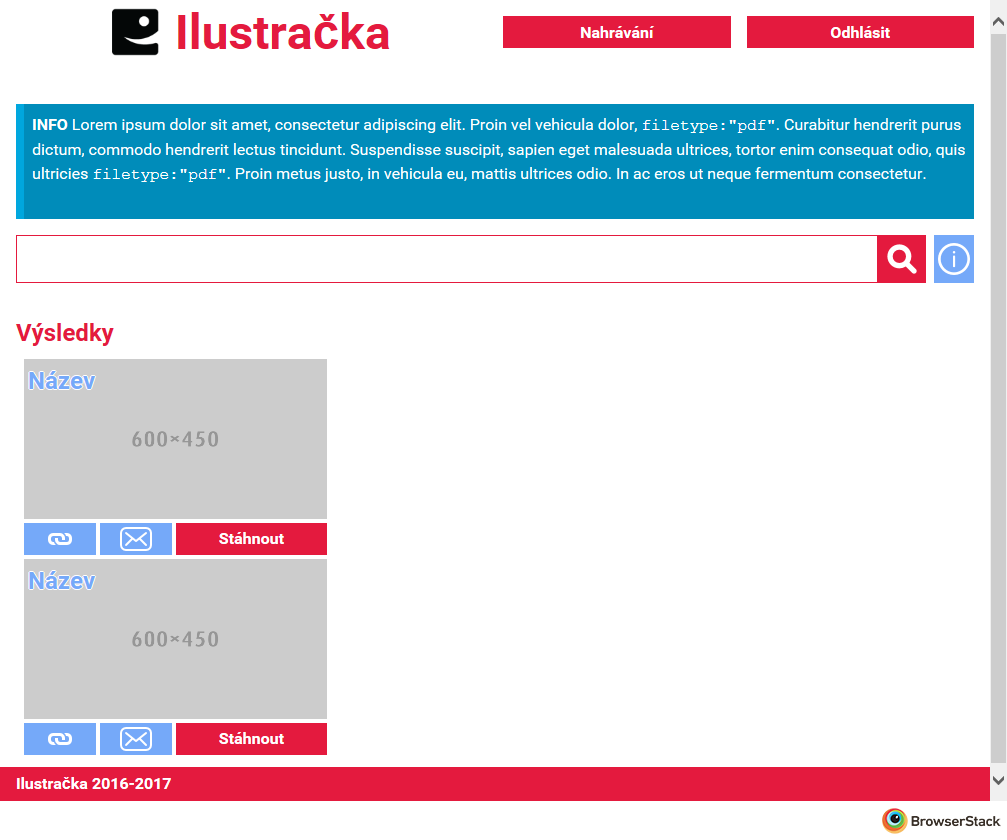 Ilustračka
Nahrávání
Odhlásit
INFO Lorem ipsum dolor sit amet, consectetur adipiscing elit. Proin vel vehicula dolor, filetype:"pdf". Curabitur hendrerit purus
dictum, commodo hendrerit lectus tincidunt. Suspendisse suscipit, sapien eget malesuada ultrices, tortor enim consequat odio, quis
ultricies filetype:"pdf". Proin metus justo, in vehicula eu, mattis ultrices odio. In ac eros ut neque fermentum consectetur.
Výsledky
Název
600×450
Stáhnout
Název
600×450
Stáhnout
Ilustračka 2016-2017
BrowserStack